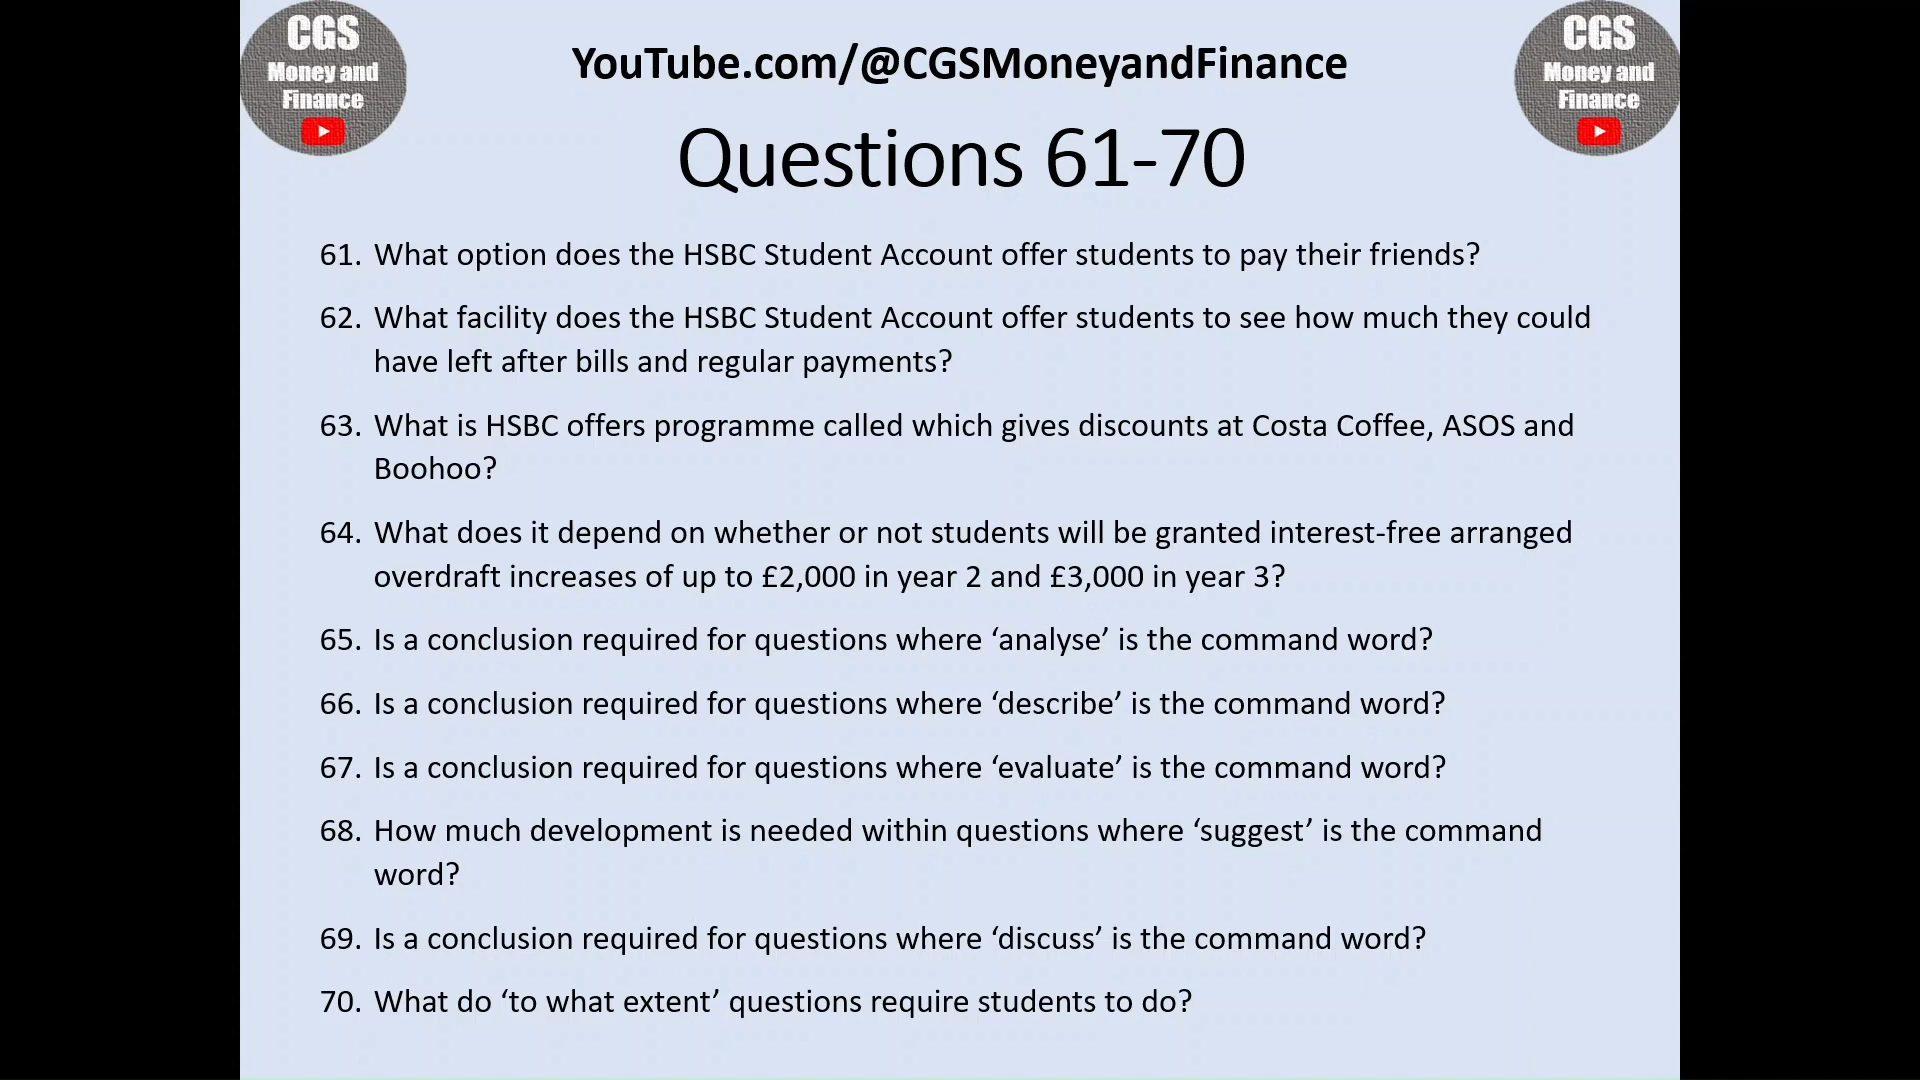 CGS
Money and
Finance
YouTube.com/@CGSMoneyandFinance
CGS
Money and
Finance
Questions 61-70
61. What option does the HSBC Student Account offer students to pay their friends?
62. What facility does the HSBC Student Account offer students to see how much they could
have left after bills and regular payments?
63. What is HSBC offers programme called which gives discounts at Costa Coffee, ASOS and
Boohoo?
64. What does it depend on whether or not students will be granted interest-free arranged
overdraft increases of up to £2,000 in year 2 and £3,000 in year 3?
65. Is a conclusion required for questions where ‘analyse’ is the command word?
66. Is a conclusion required for questions where ‘describe’ is the command word?
67. Is a conclusion required for questions where ‘evaluate’ is the command word?
68. How much development is needed within questions where ‘suggest’ is the command
word?
69. Is a conclusion required for questions where ‘discuss’ is the command word?
70. What do ‘to what extent’ questions require students to do?